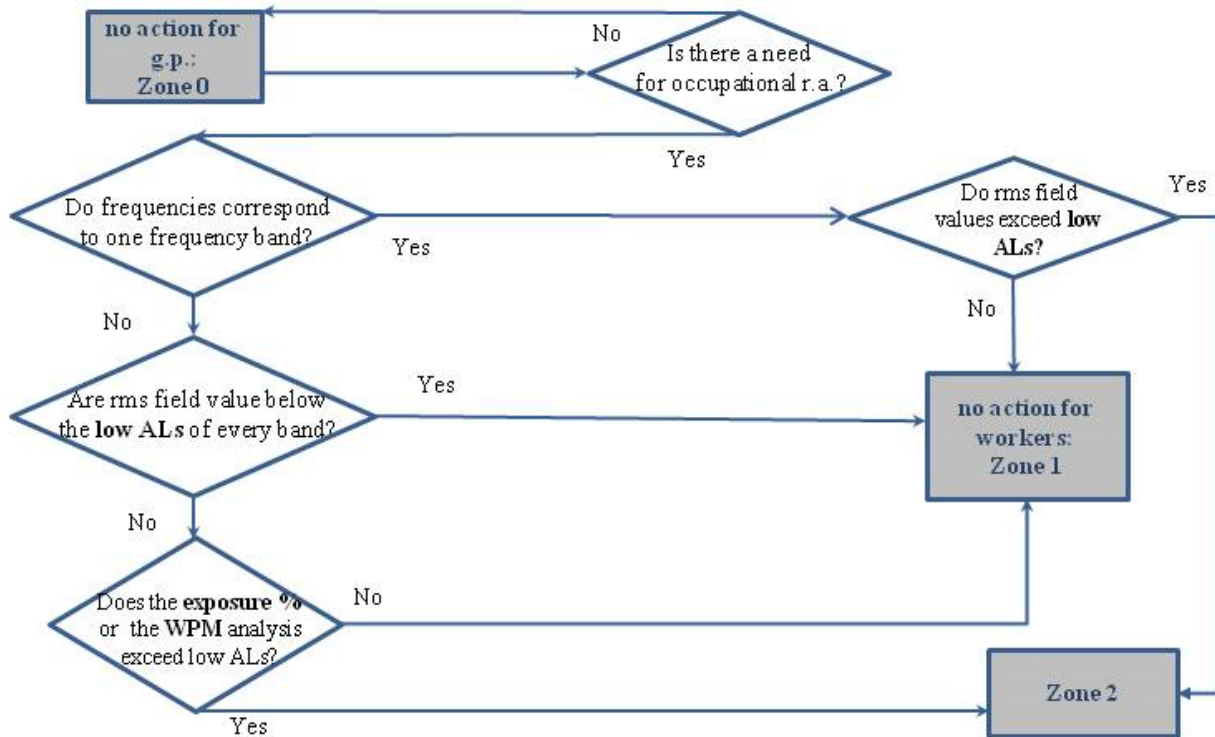 no action for
g.p.:
Zone 0
No
Is there a need
for occupational r.a.?
Yes
Do frequencies correspond
to one frequency band?
Yes
Do rms field
values exceed low
ALs?
Yes
No
No
Are rms field value below
the low ALs of every band?
Yes
no action for
workers:
Zone 1
No
Does the exposure %
or the WPM analysis
exceed low ALs?
No
Yes
Zone 2